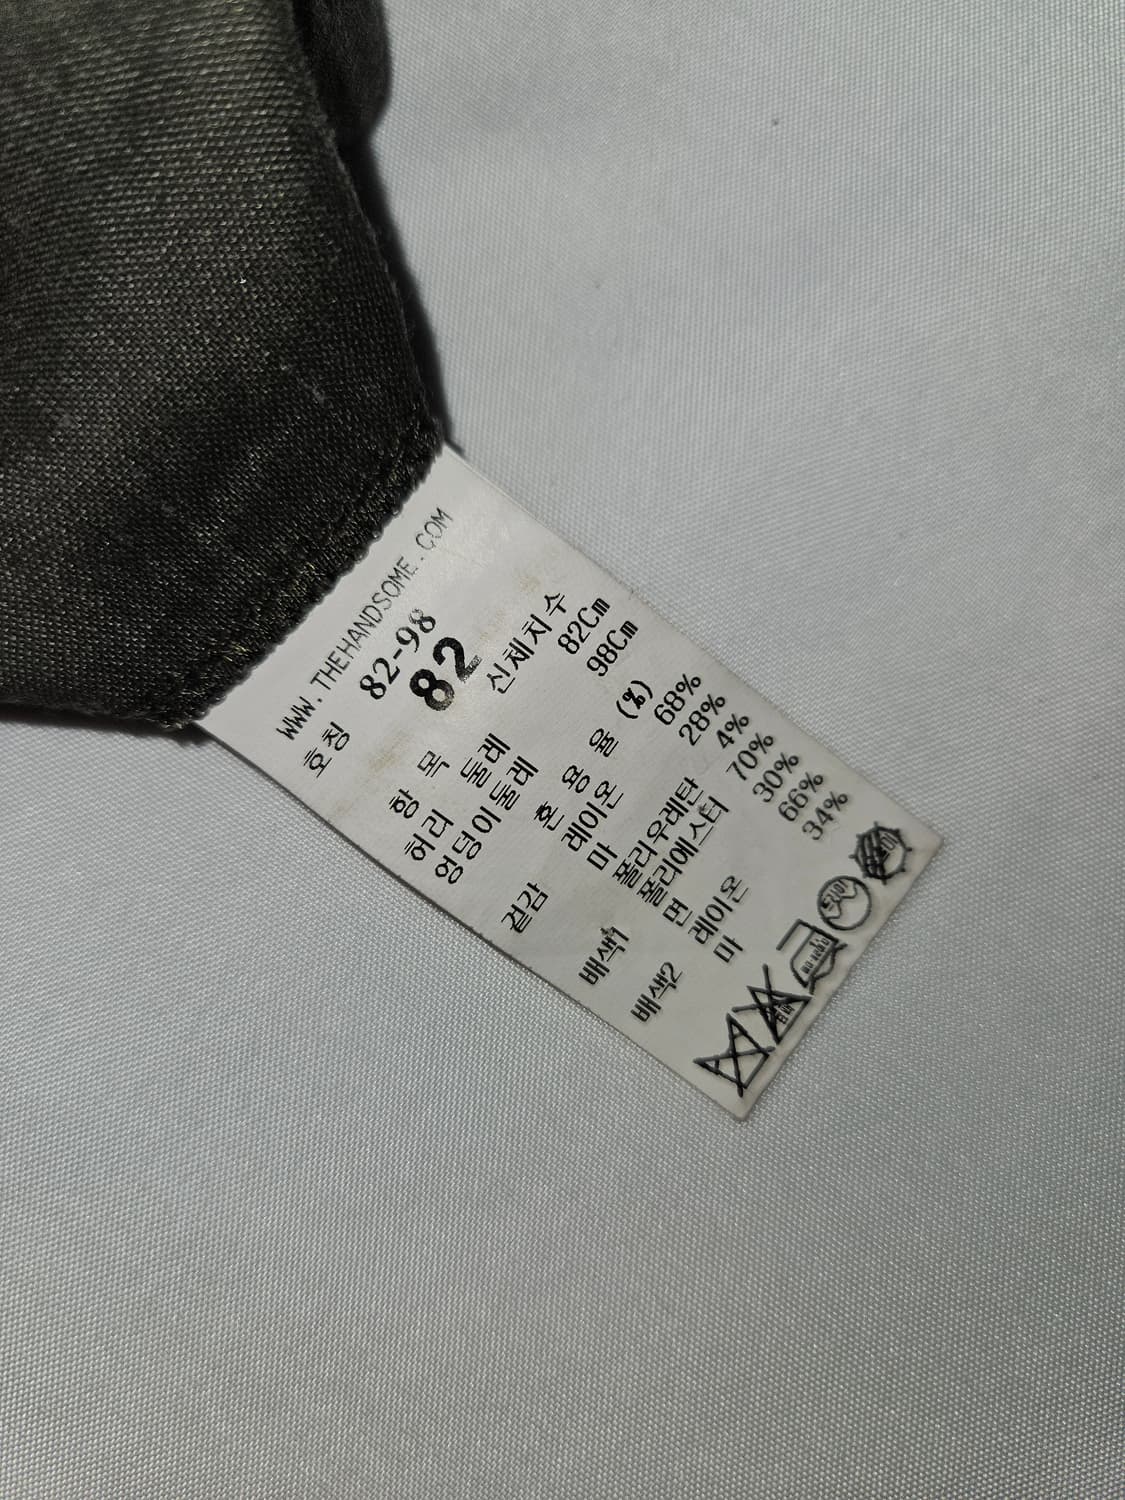 WWW.THEHANDSOME.COM
호칭 82-98
82
항 목 신체치수
허리 둘레 82Cm
엉덩이둘레 98Cm
혼 용 율 (%)
겉감 레이온 68%
마 28%
폴리우레탄 4%
배색1 폴리에스터 70%
면 30%
배색2 레이온 66%
마 34%